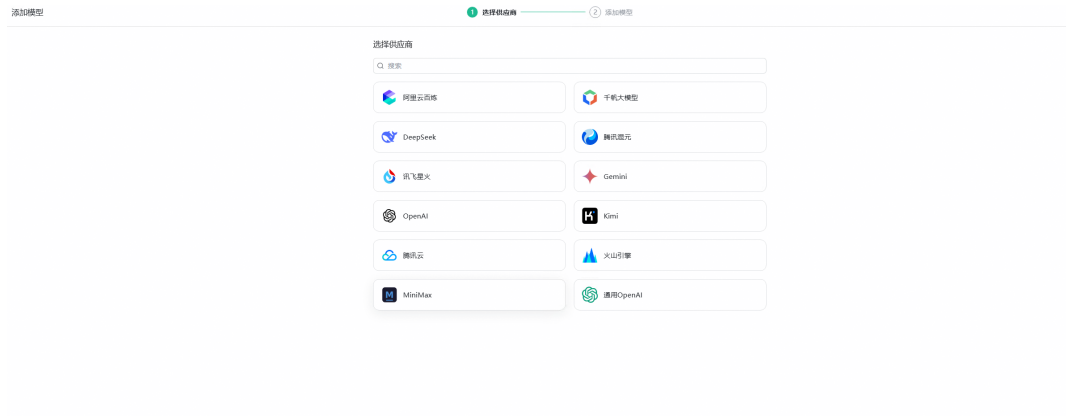 添加模型
1 选择供应商
2 添加模型
选择供应商
搜索
阿里云百炼
千帆大模型
DeepSeek
腾讯混元
讯飞星火
Gemini
OpenAI
Kimi
腾讯云
火山引擎
MiniMax
通用OpenAI